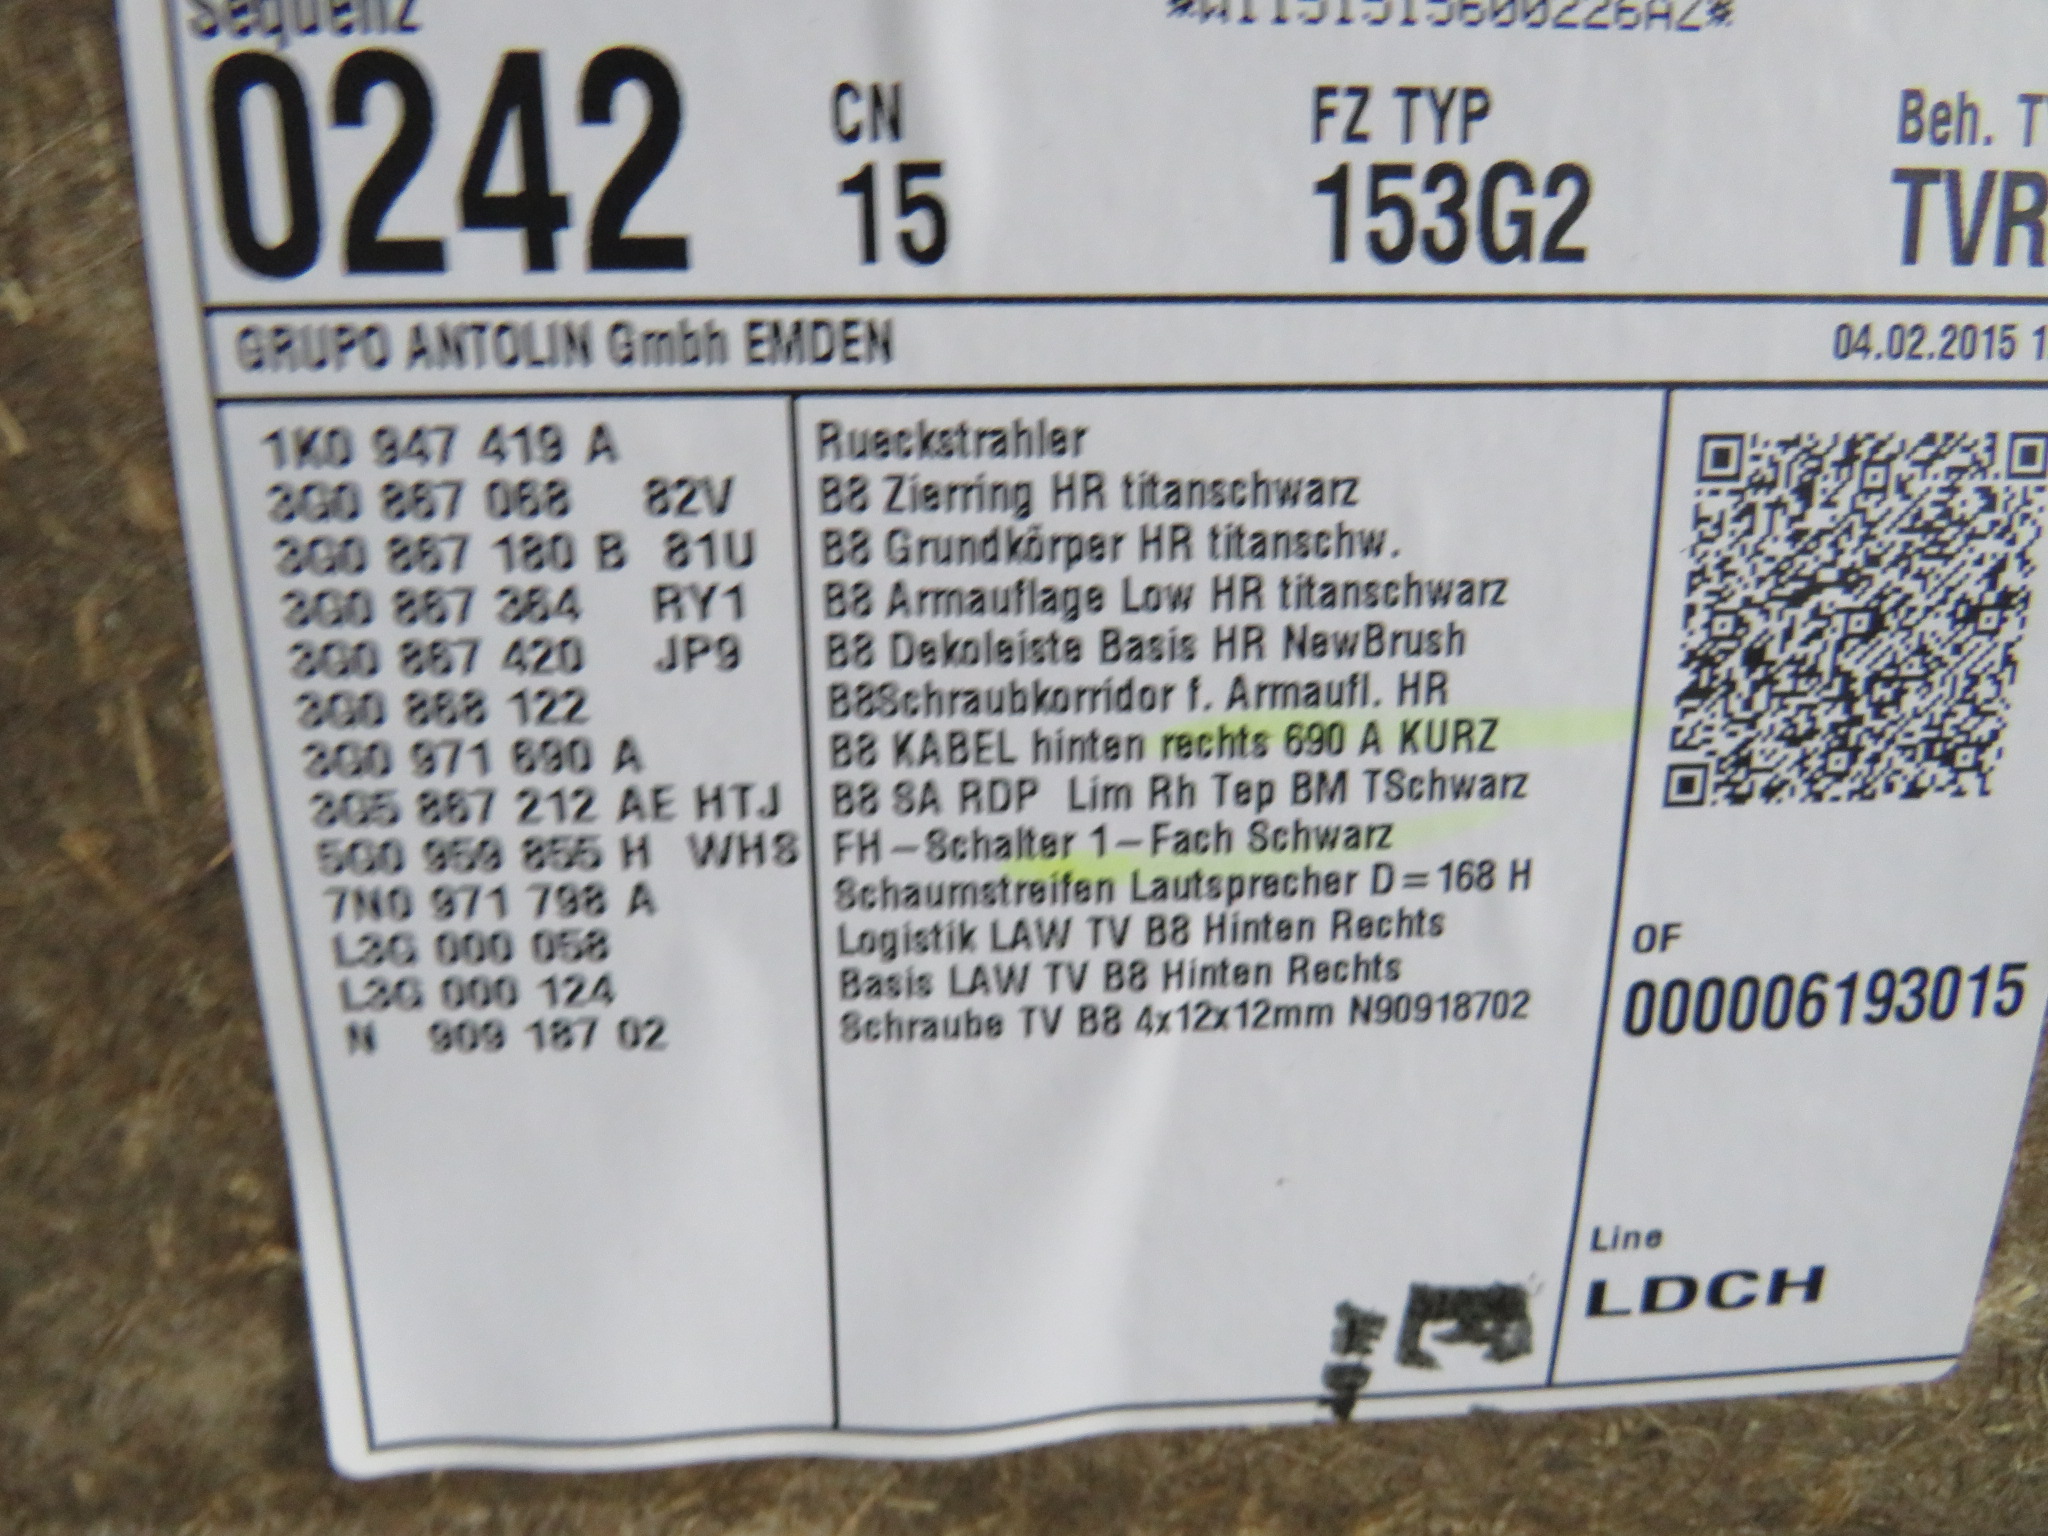 Sequenz
0242
CN
15
FZ TYP
153G2
Beh.
TVR
GRUPO ANTOLIN Gmbh EMDEN
04.02.2015
1K0 947 419 A Rueckstrahler
3G0 867 068 82V B8 Zierring HR titanschwarz
3G0 867 180 B 81U B8 Grundkörper HR titanschw.
3G0 867 364 RY1 B8 Armauflage Low HR titanschwarz
3G0 867 420 JP9 B8 Dekoleiste Basis HR NewBrush
3G0 868 122 B8Schraubkorridor f. Armaufl. HR
3G0 971 690 A B8 KABEL hinten rechts 690 A KURZ
3G5 867 212 AE HTJ B8 SA RDP Lim Rh Tep BM TSchwarz
5G0 959 855 H WHS FH-Schalter 1-Fach Schwarz
7N0 971 798 A Schaumstreifen Lautsprecher D=168 H
L3G 000 058 Logistik LAW TV B8 Hinten Rechts
L3G 000 124 Basis LAW TV B8 Hinten Rechts
N 909 187 02 Schraube TV B8 4x12x12mm N90918702
OF
000006193015
Line
LDCH